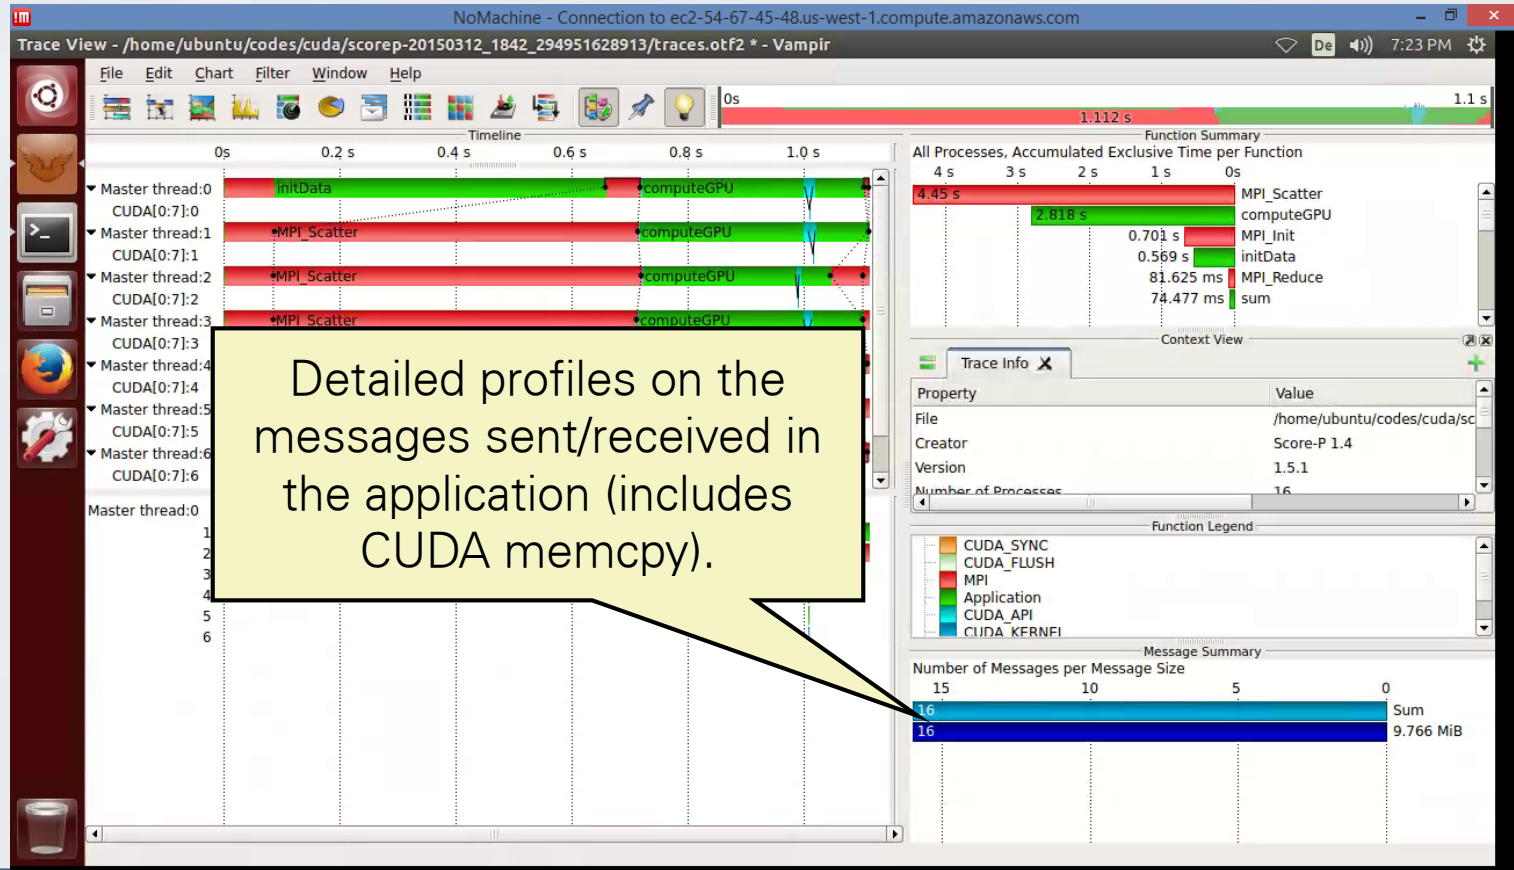 NoMachine - Connection to ec2-54-67-45-48.us-west-1.compute.amazonaws.com
Trace View - /home/ubuntu/codes/cuda/scorep-20150312_1842_294951628913/traces.otf2 * - Vampir
De 7:23 PM
File Edit Chart Filter Window Help
0s 1.1 s
1.112 s
Timeline
0s 0.2 s 0.4 s 0.6 s 0.8 s 1.0 s
Master thread:0 initData computeGPU
CUDA[0:7]:0
Master thread:1 MPI_Scatter computeGPU
CUDA[0:7]:1
Master thread:2 MPI_Scatter computeGPU
CUDA[0:7]:2
Master thread:3 MPI_Scatter computeGPU
CUDA[0:7]:3
Master thread:4
CUDA[0:7]:4
Master thread:5
CUDA[0:7]:5
Master thread:6
CUDA[0:7]:6
Master thread:0
1
2
3
4
5
6
Detailed profiles on the
messages sent/received in
the application (includes
CUDA memcpy).
Function Summary
All Processes, Accumulated Exclusive Time per Function
4 s 3 s 2 s 1 s 0s
4.45 s MPI_Scatter
2.818 s computeGPU
0.701 s MPI_Init
0.569 s initData
81.625 ms MPI_Reduce
74.477 ms sum
Context View
Trace Info
Property Value
File /home/ubuntu/codes/cuda/sc
Creator Score-P 1.4
Version 1.5.1
Number of Processes 16
Function Legend
CUDA_SYNC
CUDA_FLUSH
MPI
Application
CUDA_API
CUDA_KERNEL
Message Summary
Number of Messages per Message Size
15 10 5 0
16 Sum
16 9.766 MiB